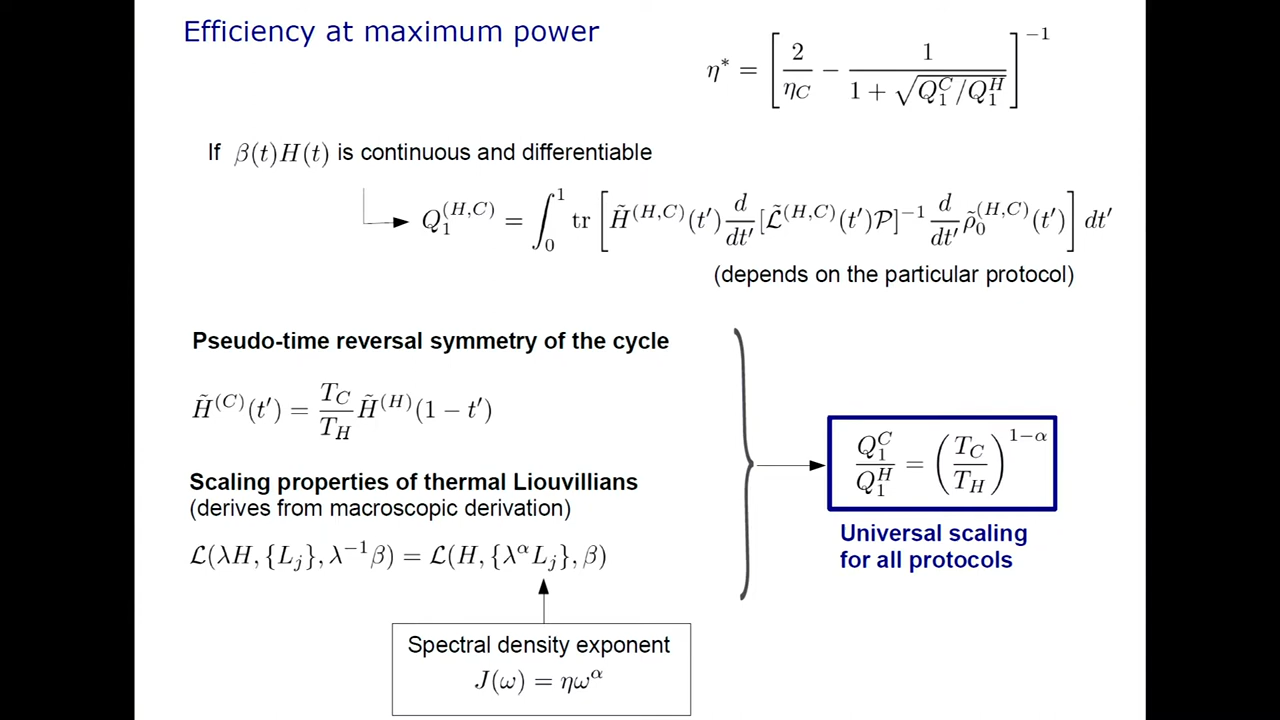 Efficiency at maximum power
η* = [ 2/η_C − 1/(1 + √(Q_1^C/Q_1^H)) ]^{−1}
If β(t)H(t) is continuous and differentiable
Q_1^{(H,C)} = ∫_0^1 tr [ H̃^{(H,C)}(t′) d/dt′ [ℒ̃^{(H,C)}(t′)𝒫]^{−1} d/dt′ ρ̃_0^{(H,C)}(t′) ] dt′
(depends on the particular protocol)
Pseudo-time reversal symmetry of the cycle
H̃^{(C)}(t′) = T_C/T_H H̃^{(H)}(1 − t′)
Scaling properties of thermal Liouvillians
(derives from macroscopic derivation)
ℒ(λH, {L_j}, λ^{−1}β) = ℒ(H, {λ^α L_j}, β)
Spectral density exponent
J(ω) = ηω^α
Q_1^C/Q_1^H = (T_C/T_H)^{1−α}
Universal scaling
for all protocols